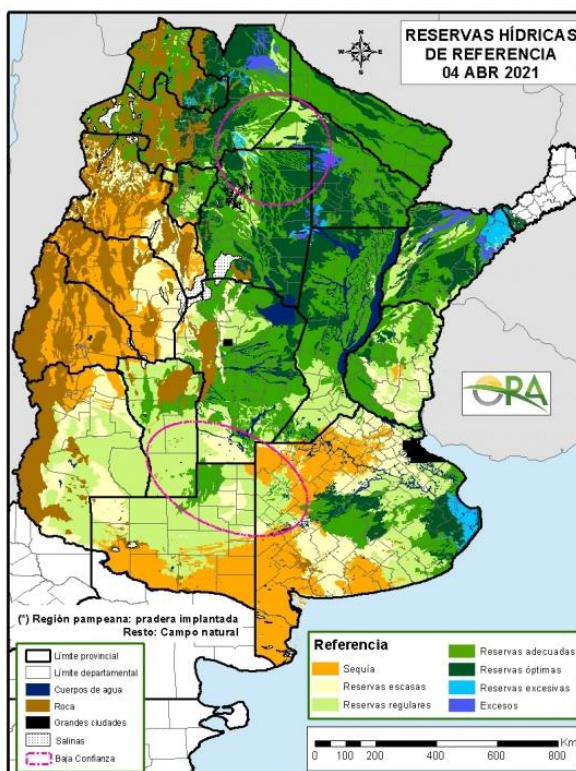 RESERVAS HÍDRICAS
DE REFERENCIA
04 ABR 2021
N
W
E
S
ORA
(*) Región pampeana: pradera implantada
Resto: Campo natural
Límite provincial
Límite departamental
Cuerpos de agua
Roca
Grandes ciudades
Salinas
Baja Confianza
Referencia
Sequía
Reservas escasas
Reservas regulares
Reservas adecuadas
Reservas óptimas
Reservas excesivas
Excesos
Km
0 100 200 400 600 800